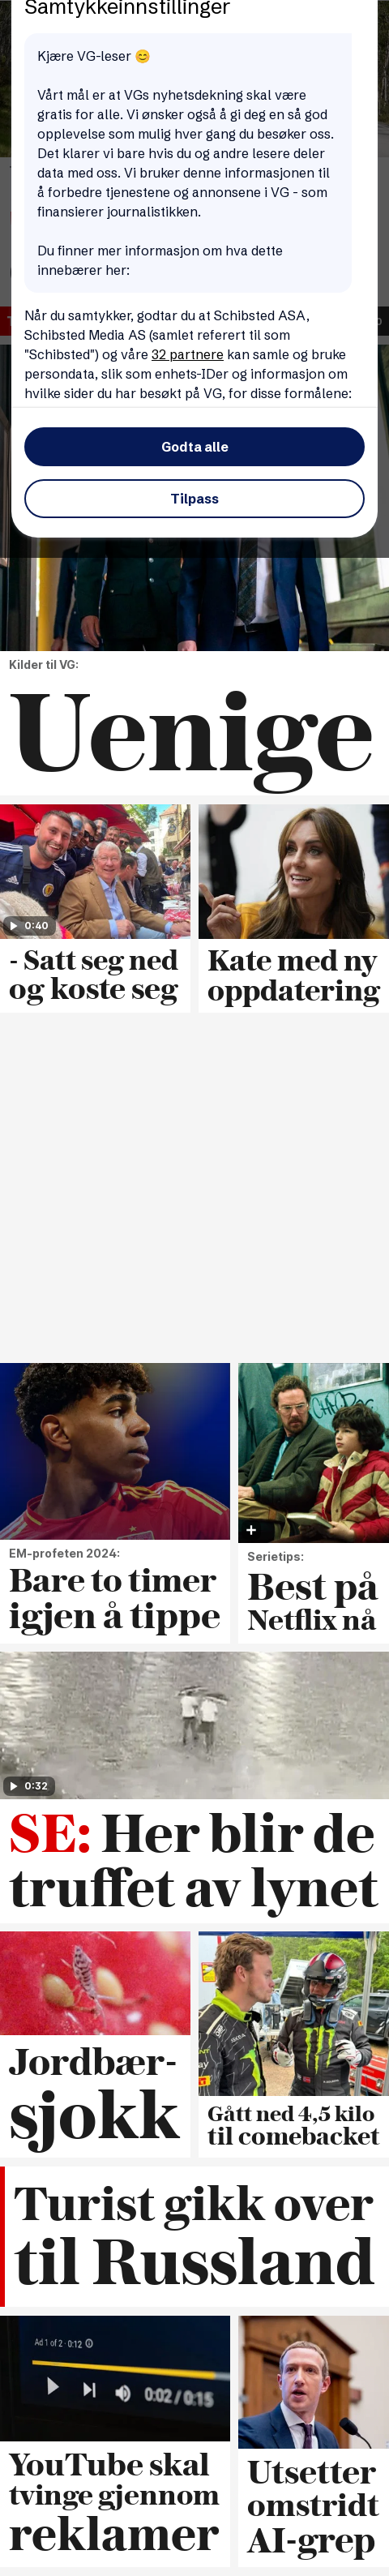 Samtykkeinnstillinger
Kjære VG-leser 😊
Vårt mål er at VGs nyhetsdekning skal være
gratis for alle. Vi ønsker også å gi deg en så god
opplevelse som mulig hver gang du besøker oss.
Det klarer vi bare hvis du og andre lesere deler
data med oss. Vi bruker denne informasjonen til
å forbedre tjenestene og annonsene i VG - som
finansierer journalistikken.
Du finner mer informasjon om hva dette
innebærer her:
Når du samtykker, godtar du at Schibsted ASA,
Schibsted Media AS (samlet referert til som
"Schibsted") og våre 32 partnere kan samle og bruke
persondata, slik som enhets-IDer og informasjon om
hvilke sider du har besøkt på VG, for disse formålene:
Godta alle
Tilpass
Kilder til VG:
Uenige
0:40
- Satt seg ned
og koste seg
Kate med ny
oppdatering
EM-profeten 2024:
Bare to timer
igjen å tippe
Serietips:
Best på
Netflix nå
0:32
SE: Her blir de
truffet av lynet
Jordbær-
sjokk
Gått ned 4,5 kilo
til comebacket
Turist gikk over
til Russland
Ad 1 of 2 · 0:12
0:02 / 0:15
YouTube skal
tvinge gjennom
reklamer
Utsetter
omstridt
AI-grep